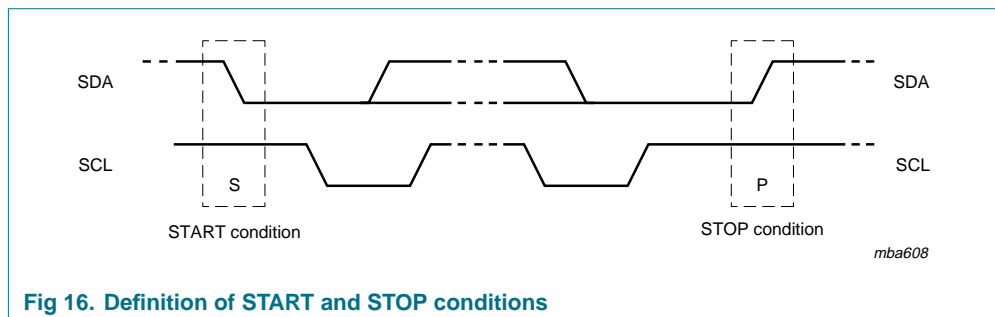 SDA
SDA
SCL
SCL
S
P
START condition
STOP condition
mba608
Fig 16. Definition of START and STOP conditions